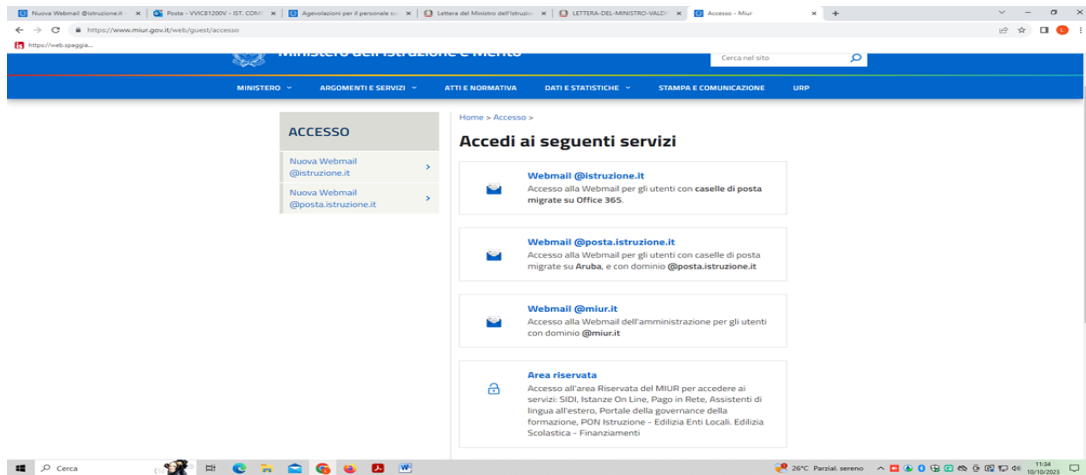 Nuova Webmail @istruzione.it
Posta - VVIC81200V - IST. COM
Agevolazioni per il personale sc
Lettera del Ministro dell'Istruzio
LETTERA-DEL-MINISTRO-VALD
Accesso - Miur
https://www.miur.gov.it/web/guest/accesso
https://web.spaggia...
Ministero dell'Istruzione e Merito
Cerca nel sito
MINISTERO ARGOMENTI E SERVIZI ATTI E NORMATIVA DATI E STATISTICHE STAMPA E COMUNICAZIONE URP
ACCESSO
Nuova Webmail
@istruzione.it
Nuova Webmail
@posta.istruzione.it
Home > Accesso >
Accedi ai seguenti servizi
Webmail @istruzione.it
Accesso alla Webmail per gli utenti con caselle di posta
migrate su Office 365.
Webmail @posta.istruzione.it
Accesso alla Webmail per gli utenti con caselle di posta
migrate su Aruba, e con dominio @posta.istruzione.it
Webmail @miur.it
Accesso alla Webmail dell'amministrazione per gli utenti
con dominio @miur.it
Area riservata
Accesso all'area Riservata del MIUR per accedere ai
servizi: SIDI, Istanze On Line, Pago in Rete, Assistenti di
lingua all'estero, Portale della governance della
formazione, PON Istruzione - Edilizia Enti Locali. Edilizia
Scolastica - Finanziamenti
Cerca
26°C Parzial. sereno
11:34
10/10/2023